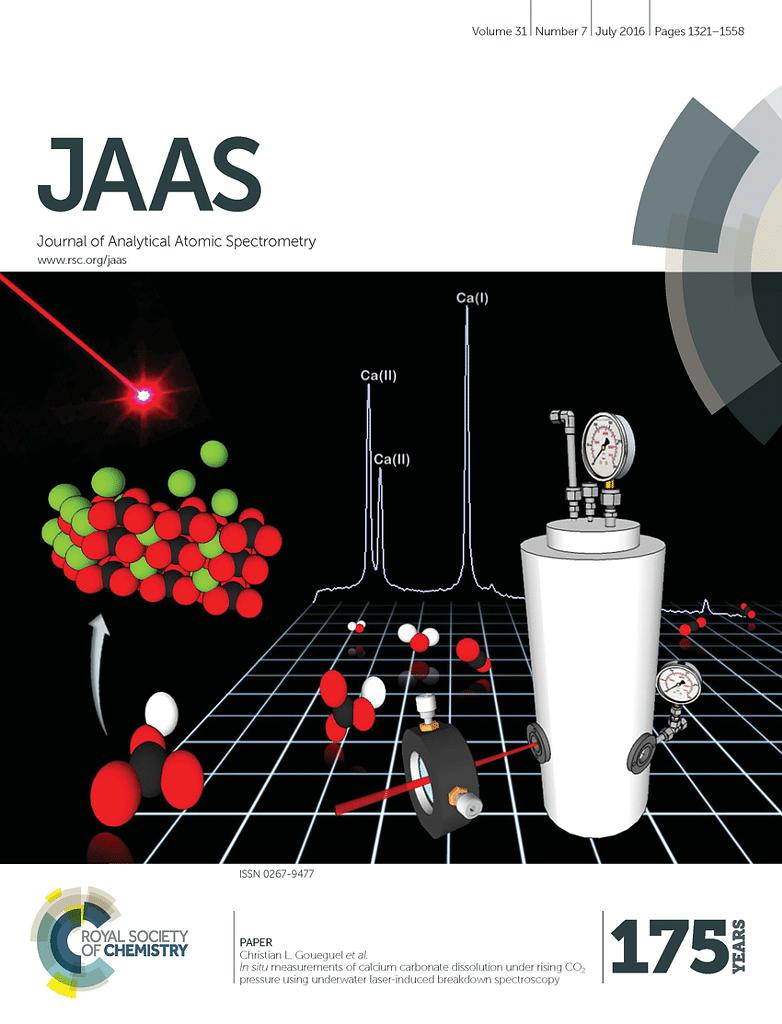 Volume 31 | Number 7 | July 2016 | Pages 1321–1558
JAAS
Journal of Analytical Atomic Spectrometry
www.rsc.org/jaas
Ca(I)
Ca(II)
Ca(II)
ISSN 0267-9477
ROYAL SOCIETY
OF CHEMISTRY
PAPER
Christian L. Goueguel et al.
In situ measurements of calcium carbonate dissolution under rising CO₂
pressure using underwater laser-induced breakdown spectroscopy
175
YEARS